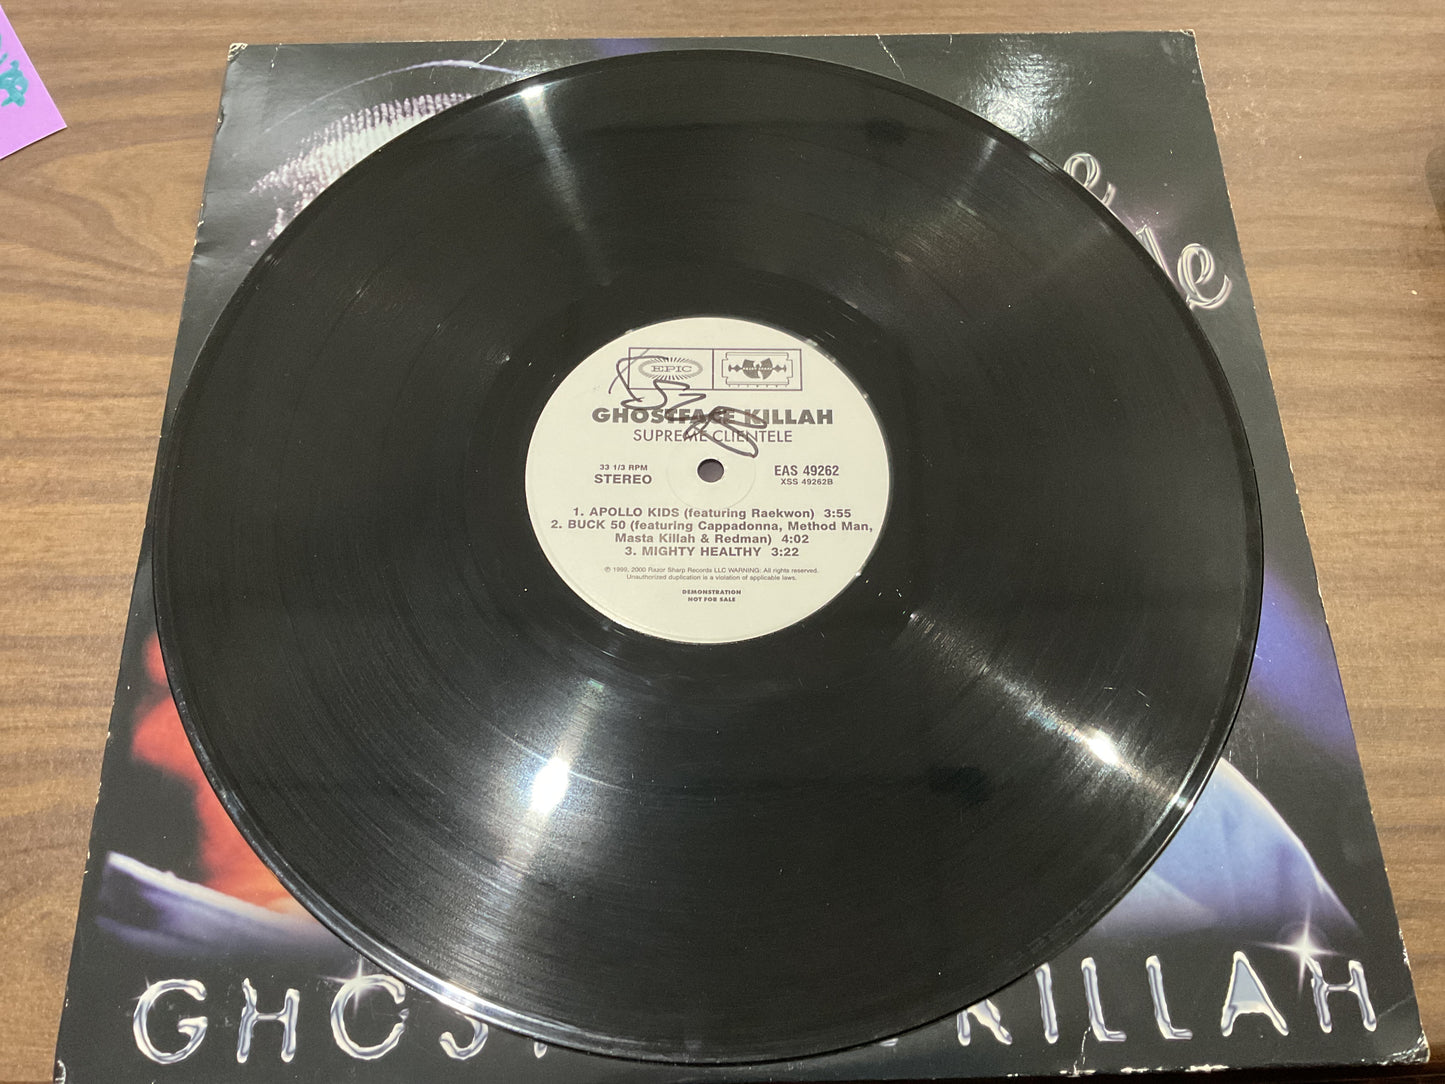 EPIC
GHOSTFACE KILLAH
SUPREME CLIENTELE
33 1/3 RPM
STEREO
EAS 49262
XSS 49262B
1. APOLLO KIDS (featuring Raekwon) 3:55
2. BUCK 50 (featuring Cappadonna, Method Man,
Masta Killah & Redman) 4:02
3. MIGHTY HEALTHY 3:22
℗ 1999, 2000 Razor Sharp Records LLC WARNING: All rights reserved.
Unauthorized duplication is a violation of applicable laws.
DEMONSTRATION
NOT FOR SALE
KILLAH